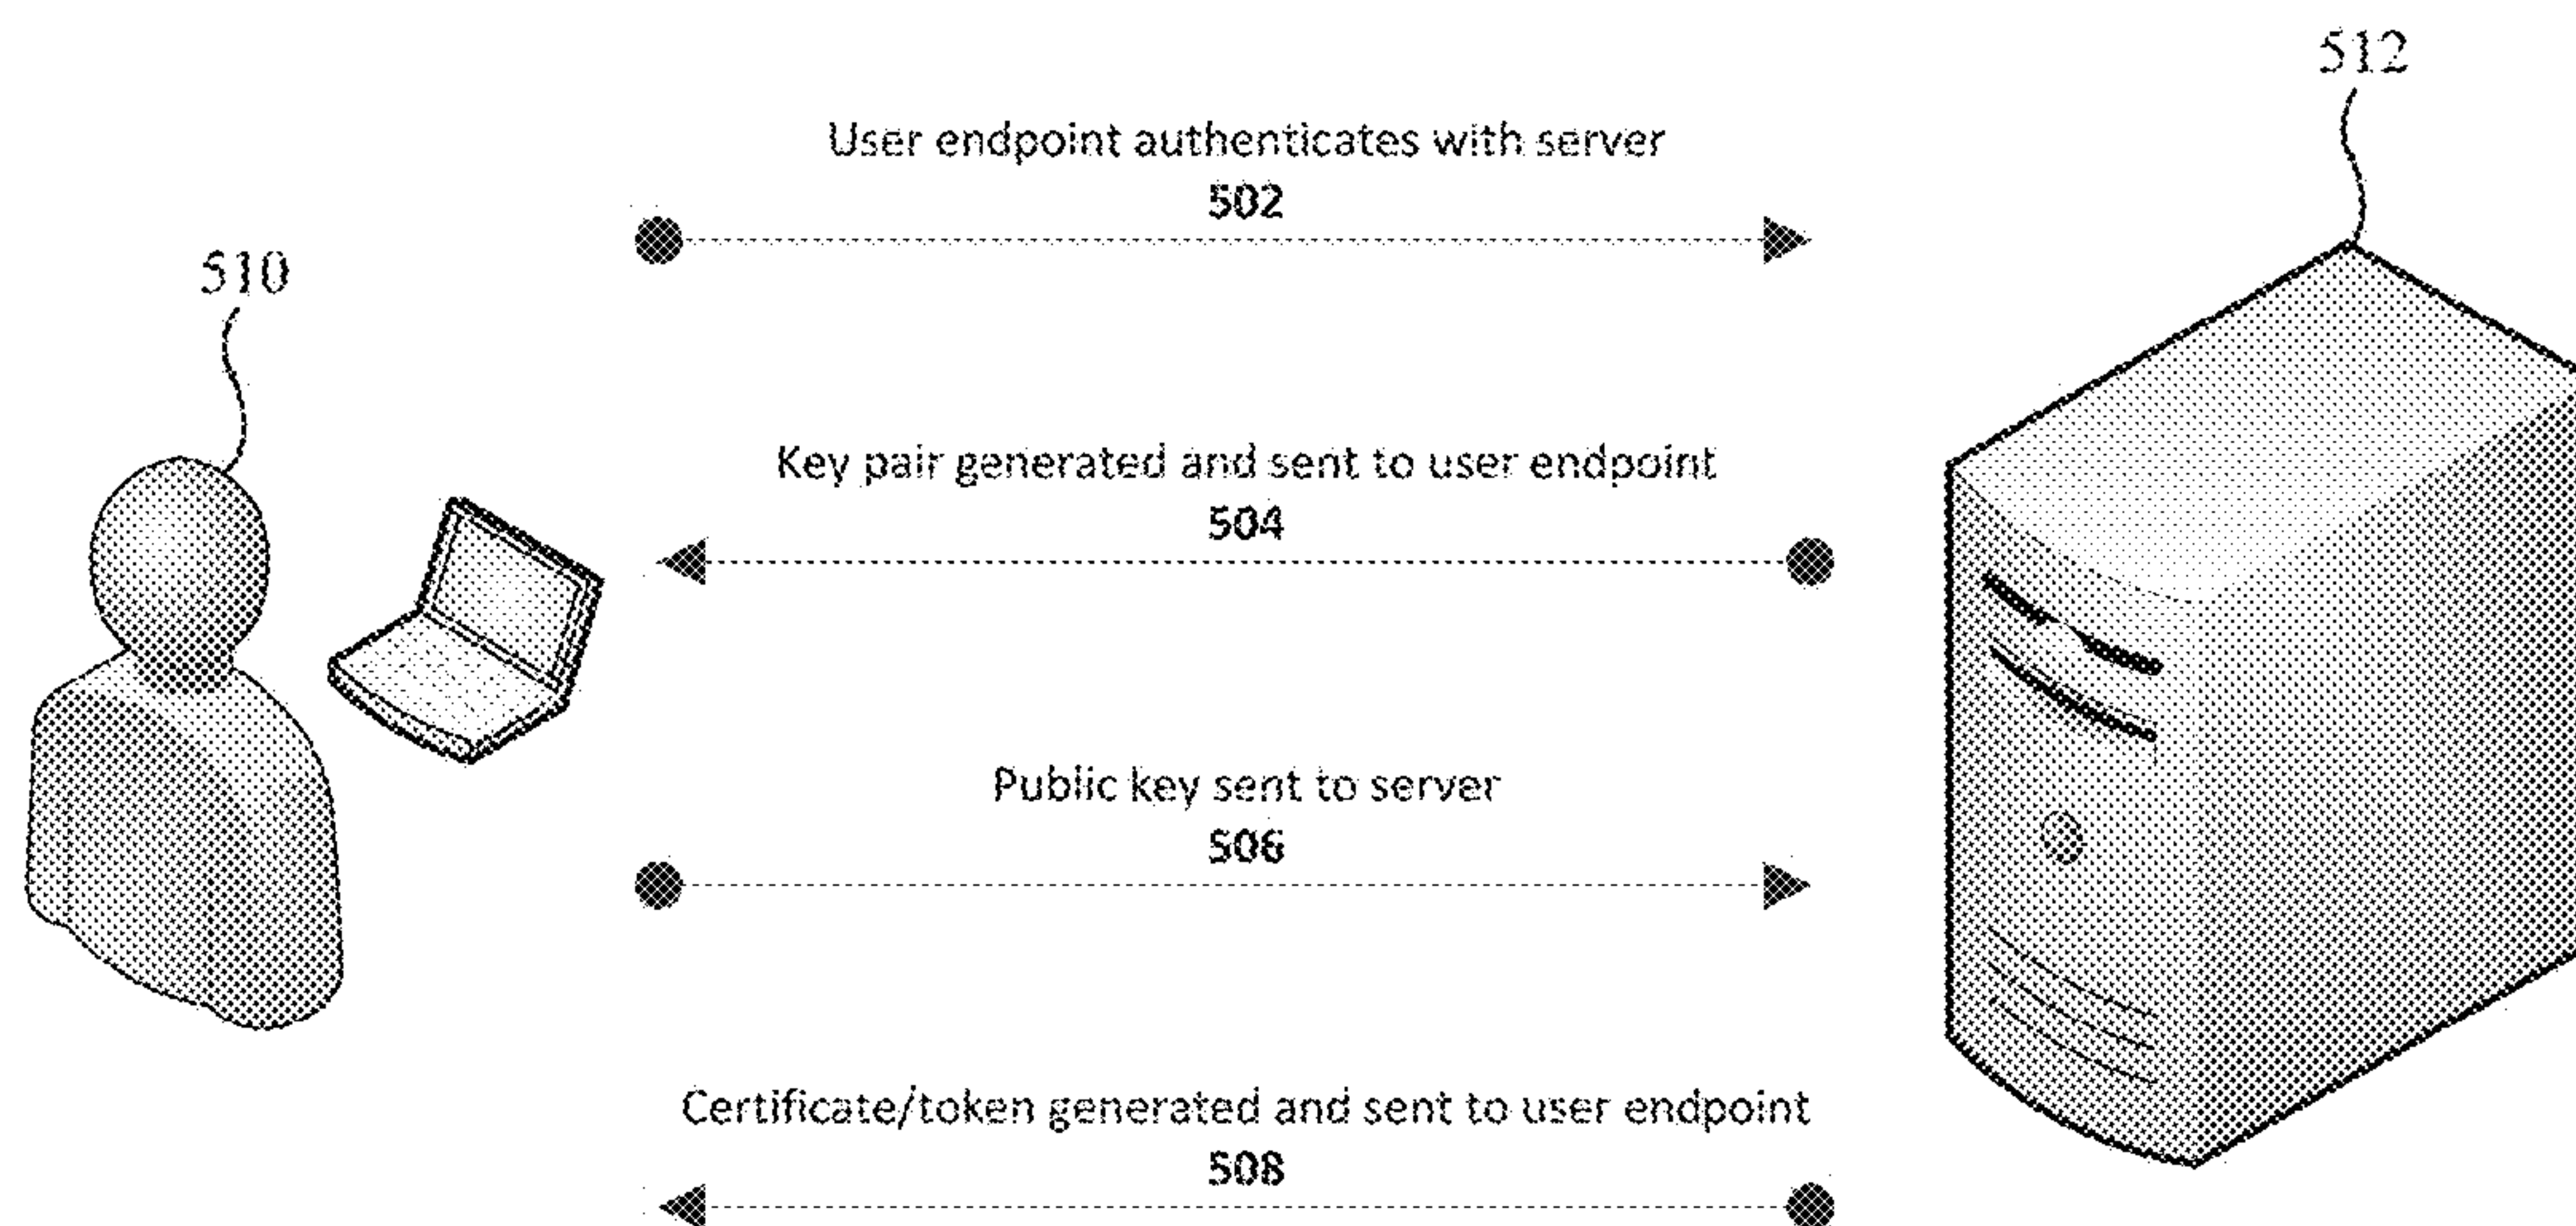 512
User endpoint authenticates with server
502
510
Key pair generated and sent to user endpoint
504
Public key sent to server
506
Certificate/token generated and sent to user endpoint
508